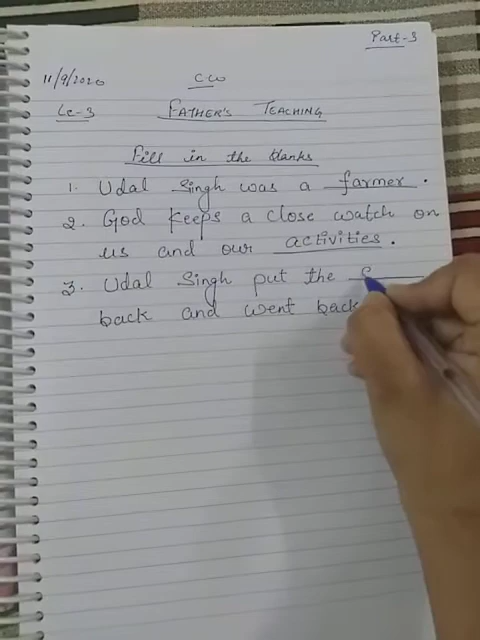 Part-3
11/9/2020 CW
Le-3 FATHER'S TEACHING
Fill in the blanks
1. Udal Singh was a farmer.
2. God keeps a close watch on
us and our activities.
3. Udal Singh put the
back and went back